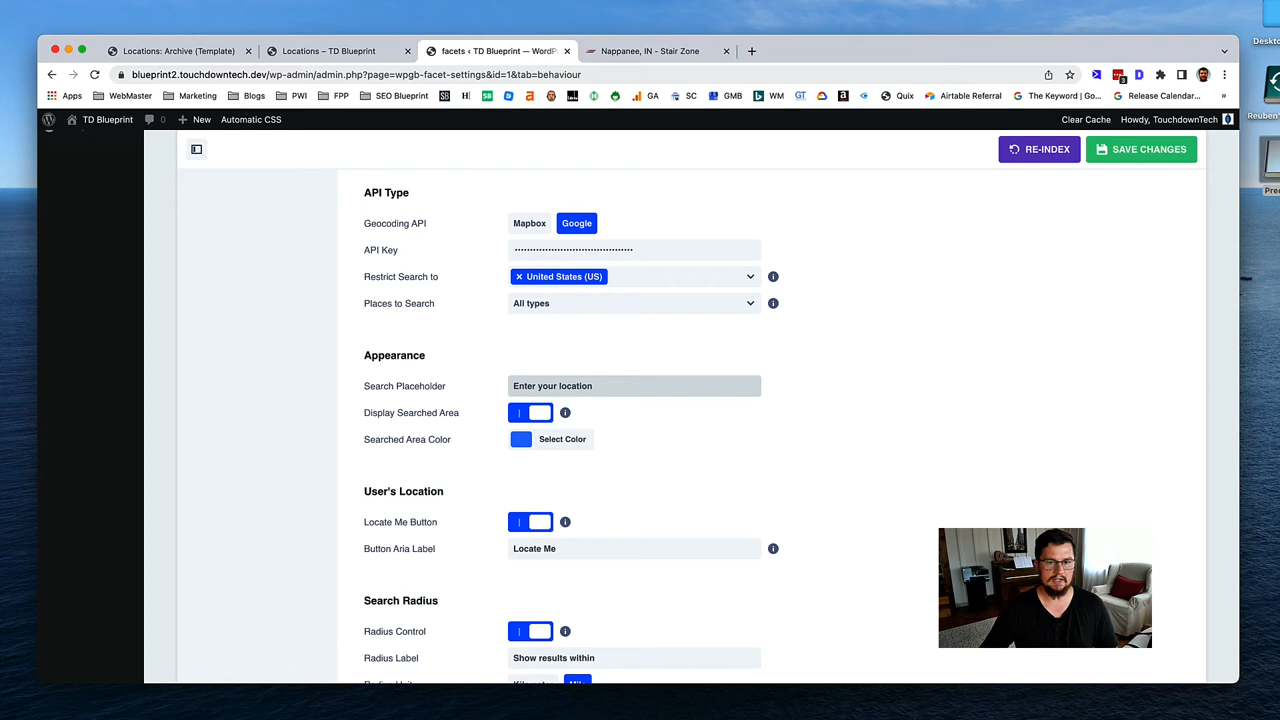 Deskto
Locations: Archive (Template)
Locations – TD Blueprint
facets ‹ TD Blueprint — WordP
Nappanee, IN - Stair Zone
blueprint2.touchdowntech.dev/wp-admin/admin.php?page=wpgb-facet-settings&id=1&tab=behaviour
Apps
WebMaster
Marketing
Blogs
PWI
FPP
SEO Blueprint
GA
SC
GMB
WM
Quix
Airtable Referral
The Keyword | Go...
Release Calendar...
»
TD Blueprint
0
New
Automatic CSS
Clear Cache
Howdy, TouchdownTech
Reuben'
RE-INDEX
SAVE CHANGES
Prec
API Type
Geocoding API
Mapbox
Google
API Key
Restrict Search to
× United States (US)
Places to Search
All types
Appearance
Search Placeholder
Enter your location
Display Searched Area
Searched Area Color
Select Color
User's Location
Locate Me Button
Button Aria Label
Locate Me
Search Radius
Radius Control
Radius Label
Show results within